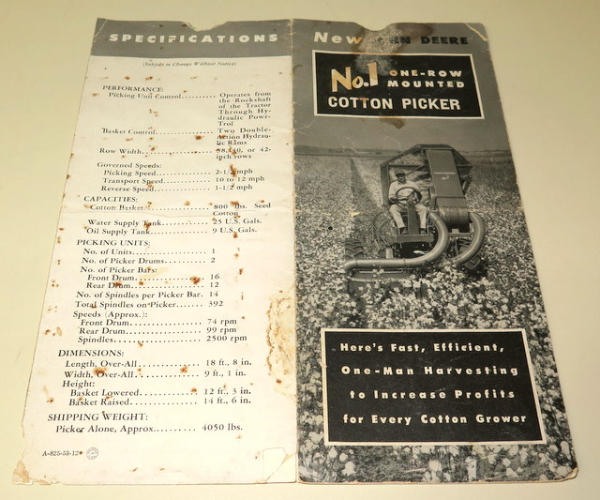 SPECIFICATIONS
(Subject to Change Without Notice)
PERFORMANCE:
Picking Unit Control.......... Operates from
the Rockshaft
of the Tractor
Through Hy-
draulic Powr-
Trol
Basket Control.................. Two Double-
Action Hydrau-
lic Rams
Row Width........................ 38, 40, or 42-
inch rows
Governed Speeds:
Picking Speed................ 2-1/2 mph
Transport Speed............ 10 to 12 mph
Reverse Speed................ 1-1/2 mph
CAPACITIES:
Cotton Basket.................. 800 lbs. Seed
Cotton
Water Supply Tank.......... 25 U.S. Gals.
Oil Supply Tank.............. 9 U.S. Gals.
PICKING UNITS:
No. of Units.................... 1
No. of Picker Drums........ 2
No. of Picker Bars:
Front Drum.................. 16
Rear Drum.................... 12
No. of Spindles per Picker Bar. 14
Total Spindles on Picker........ 392
Speeds (Approx.):
Front Drum.................. 74 rpm
Rear Drum.................... 99 rpm
Spindles........................ 2500 rpm
DIMENSIONS:
Length, Over-All.............. 18 ft., 8 in.
Width, Over-All................ 9 ft., 1 in.
Height:
Basket Lowered.............. 12 ft., 3 in.
Basket Raised................ 14 ft., 6 in.
SHIPPING WEIGHT:
Picker Alone, Approx........ 4050 lbs.
A-825-53-12
New DEERE
No. 1 ONE-ROW
MOUNTED
COTTON PICKER
Here's Fast, Efficient,
One-Man Harvesting
to Increase Profits
for Every Cotton Grower